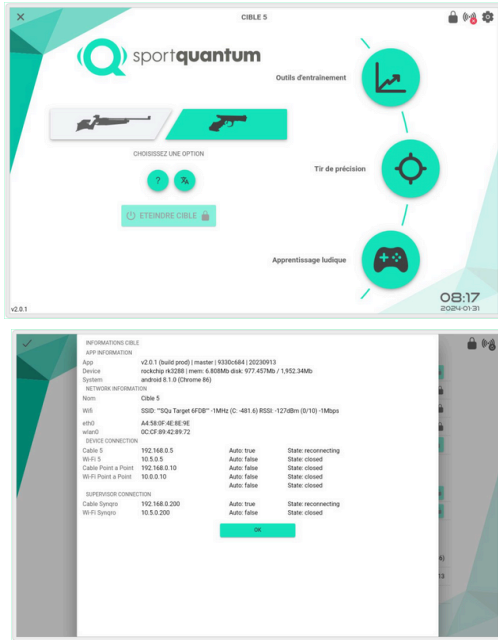 CIBLE 5
sportquantum
Outils d'entrainement
CHOISISSEZ UNE OPTION
?
Tir de précision
ETEINDRE CIBLE
Apprentissage ludique
08:17
2024-01-31
v2.0.1
INFORMATIONS CIBLE
APP INFORMATION
App v2.0.1 (build prod) | master | 9330c684 | 20230913
Device rockchip rk3288 | mem: 6.808Mb disk: 977.457Mb / 1,952.34Mb
System android 8.1.0 (Chrome 86)
NETWORK INFORMATION
Nom Cible 5
Wifi SSID: '"SQu Target 6FDB"' -1MHz (C: -481.6) RSSI: -127dBm (0/10) -1Mbps
eth0 A4:58:0F:4E:8E:9E
wlan0 0C:CF:89:42:89:72
DEVICE CONNECTION
Cable 5 192.168.0.5 Auto: true State: reconnecting
Wi-Fi 5 10.5.0.5 Auto: false State: closed
Cable Point a Point 192.168.0.10 Auto: false State: closed
Wi-Fi Point a Point 10.0.0.10 Auto: false State: closed
Auto: false State: closed
SUPERVISOR CONNECTION
Cable Synqro 192.168.0.200 Auto: true State: reconnecting
Wi-Fi Synqro 10.5.0.200 Auto: false State: closed
OK